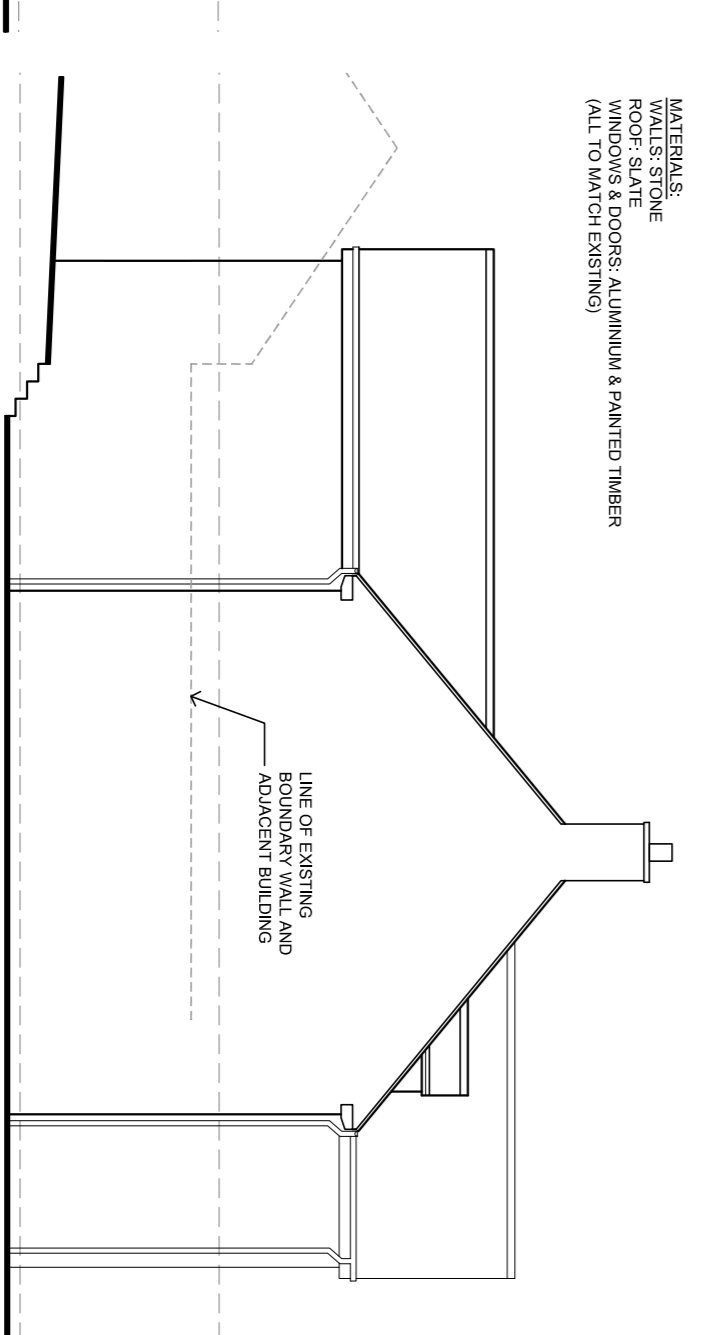 MATERIALS:
WALLS: STONE
ROOF: SLATE
WINDOWS & DOORS: ALUMINIUM & PAINTED TIMBER
(ALL TO MATCH EXISTING)
LINE OF EXISTING
BOUNDARY WALL AND
ADJACENT BUILDING